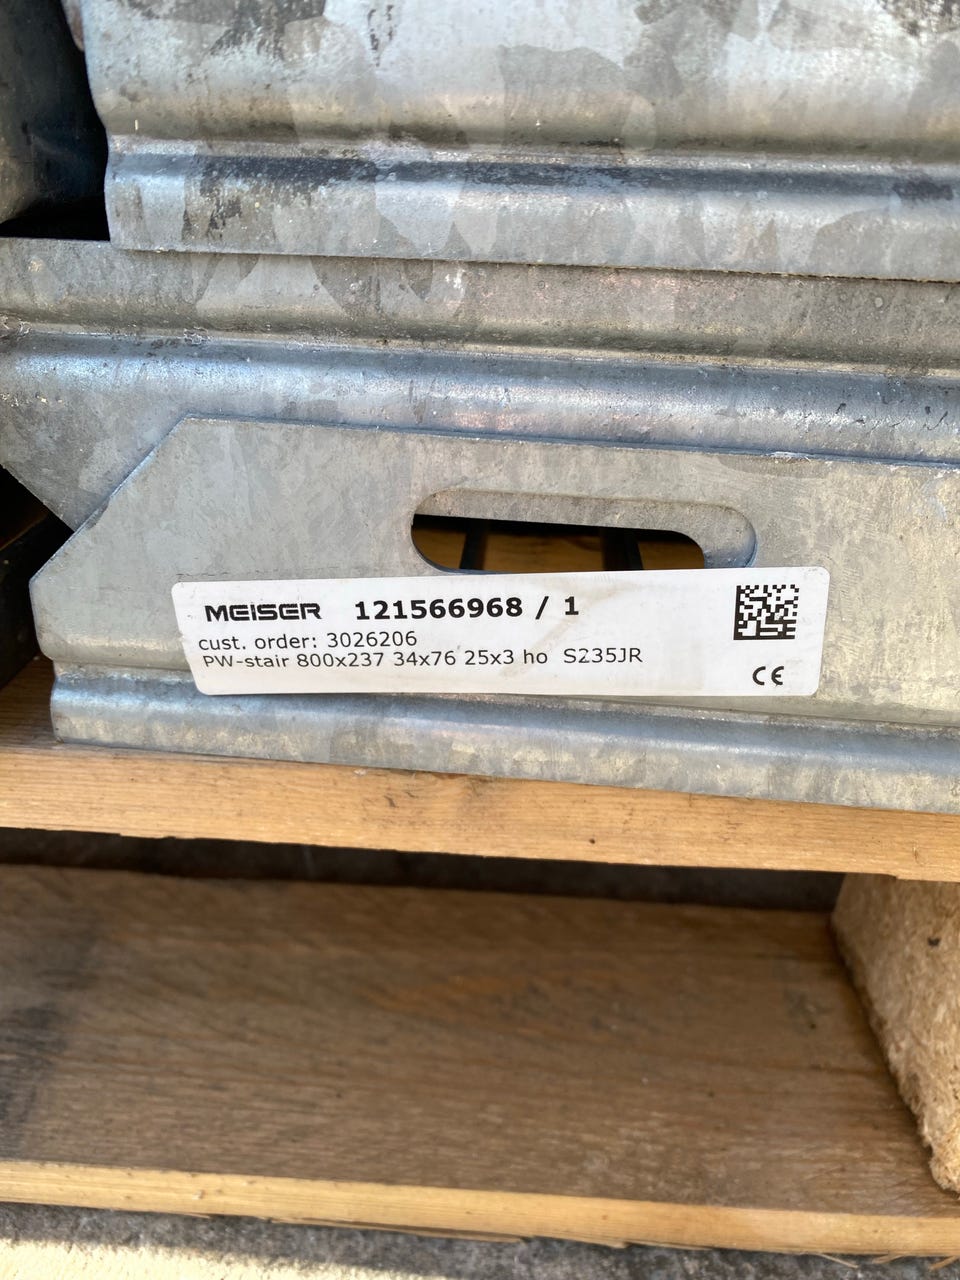 MEISER 121566968 / 1
cust. order: 3026206
PW-stair 800x237 34x76 25x3 ho S235JR
CE